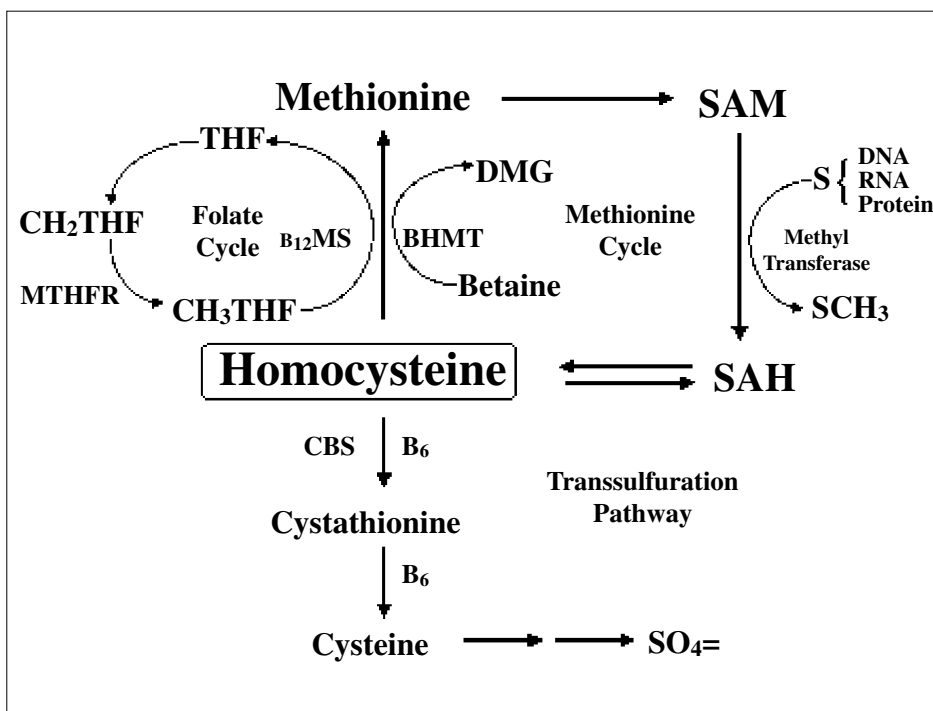 Methionine
SAM
THF
DMG
S { DNA
RNA
Protein
CH₂THF
Folate
Cycle
B₁₂MS
BHMT
Methionine
Cycle
Methyl
Transferase
MTHFR
CH₃THF
Betaine
SCH₃
Homocysteine
SAH
CBS
B₆
Transsulfuration
Pathway
Cystathionine
B₆
Cysteine
SO₄=